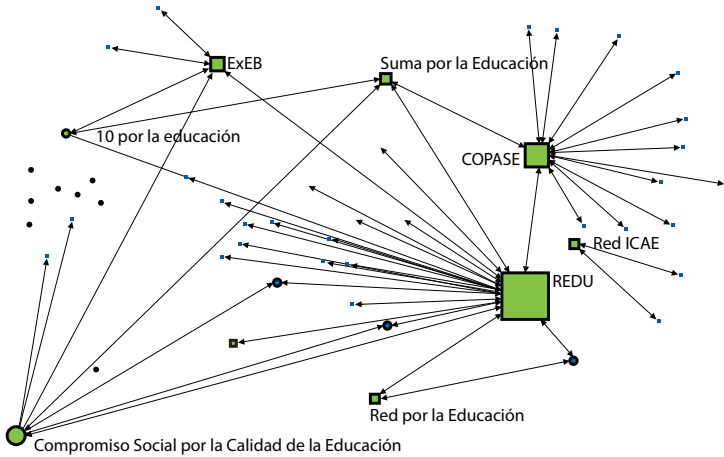 ExEB
Suma por la Educación
10 por la educación
COPASE
Red ICAE
REDU
Red por la Educación
Compromiso Social por la Calidad de la Educación